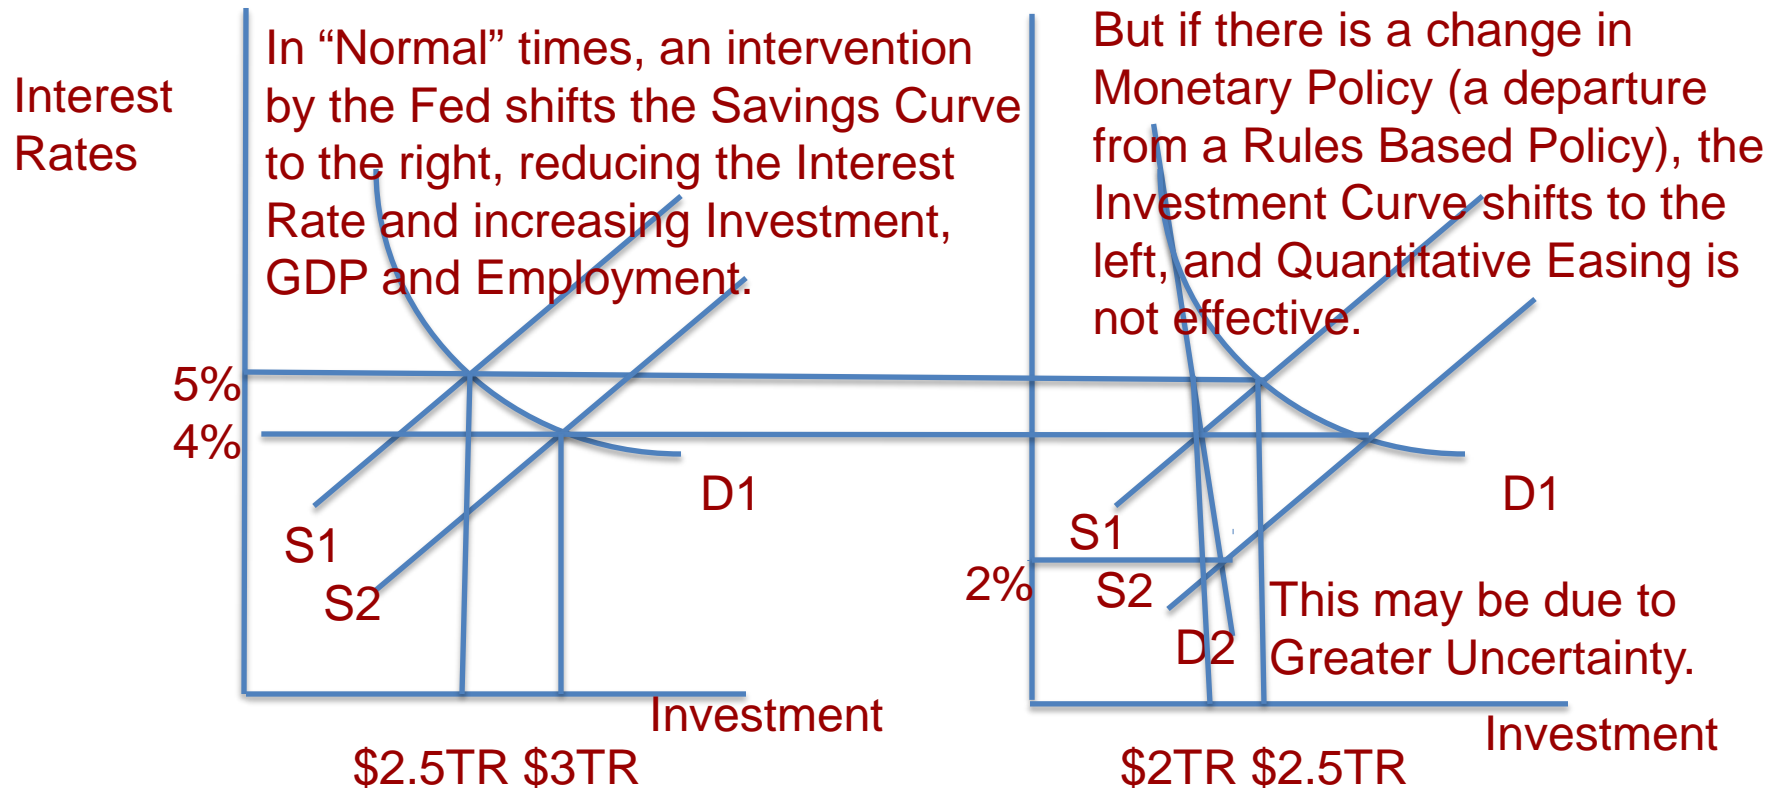 Interest
Rates
In “Normal” times, an intervention
by the Fed shifts the Savings Curve
to the right, reducing the Interest
Rate and increasing Investment,
GDP and Employment.
5%
4%
D1
S1
S2
Investment
$2.5TR $3TR
But if there is a change in
Monetary Policy (a departure
from a Rules Based Policy), the
Investment Curve shifts to the
left, and Quantitative Easing is
not effective.
D1
S1
2%
S2
D2
This may be due to
Greater Uncertainty.
Investment
$2TR $2.5TR